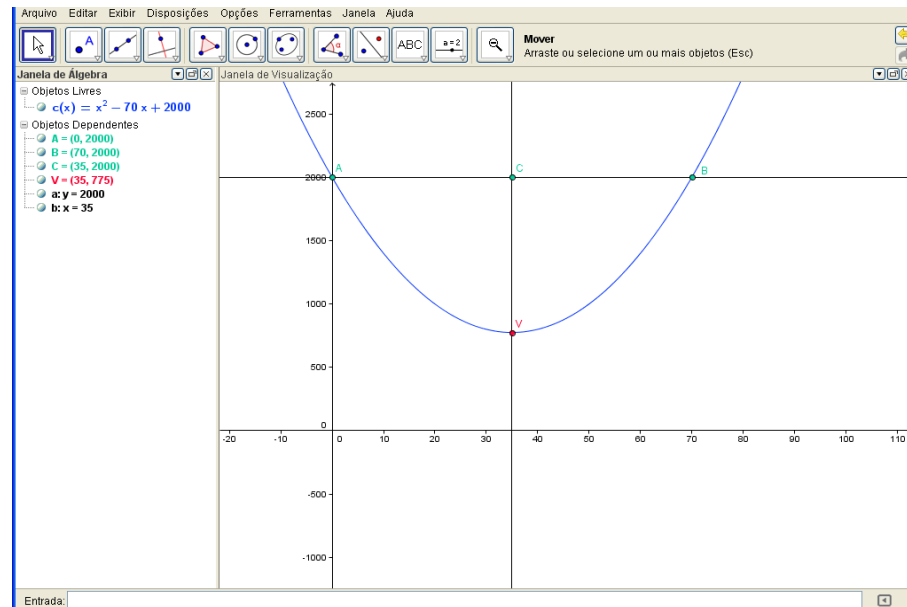 Arquivo Editar Exibir Disposições Opções Ferramentas Janela Ajuda
A
α
ABC
a=2
Mover
Arraste ou selecione um ou mais objetos (Esc)
Janela de Álgebra
Janela de Visualização
Objetos Livres
c(x) = x² − 70 x + 2000
Objetos Dependentes
A = (0, 2000)
B = (70, 2000)
C = (35, 2000)
V = (35, 775)
a: y = 2000
b: x = 35
2500
A
C
B
2000
1500
1000
V
500
0
-20 -10 0 10 20 30 40 50 60 70 80 90 100 110
-500
-1000
Entrada: